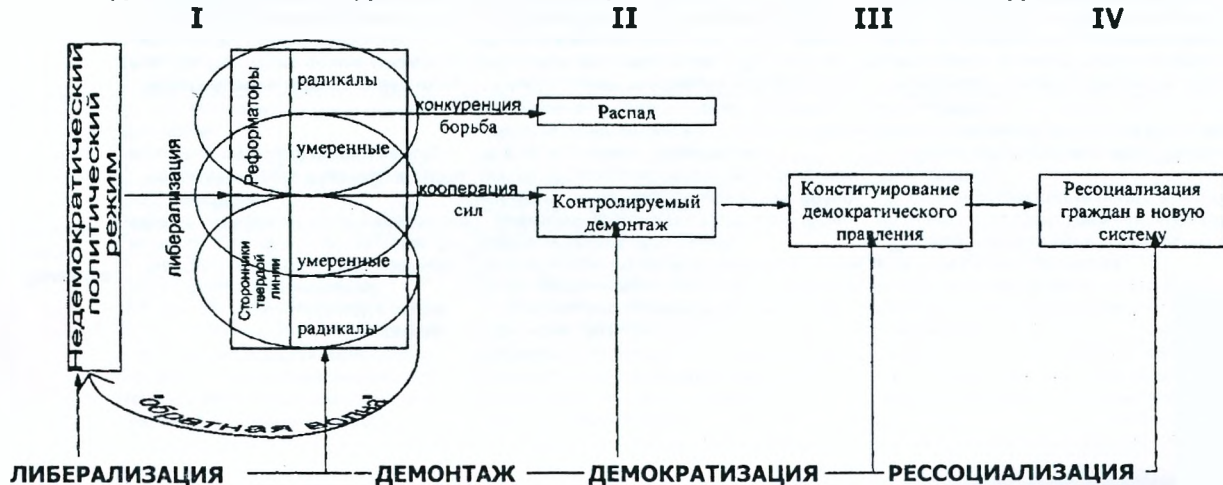 I II III IV
Недемократический
политический
режим
либерализация
Реформаторы
Сторонники
твердой
линии
радикалы
умеренные
умеренные
радикалы
конкуренция
борьба
кооперация
сил
Распад
Контролируемый
демонтаж
Конституирование
демократического
правления
Ресоциализация
граждан в новую
систему
"обратная волна"
ЛИБЕРАЛИЗАЦИЯ ДЕМОНТАЖ ДЕМОКРАТИЗАЦИЯ РЕССОЦИАЛИЗАЦИЯ